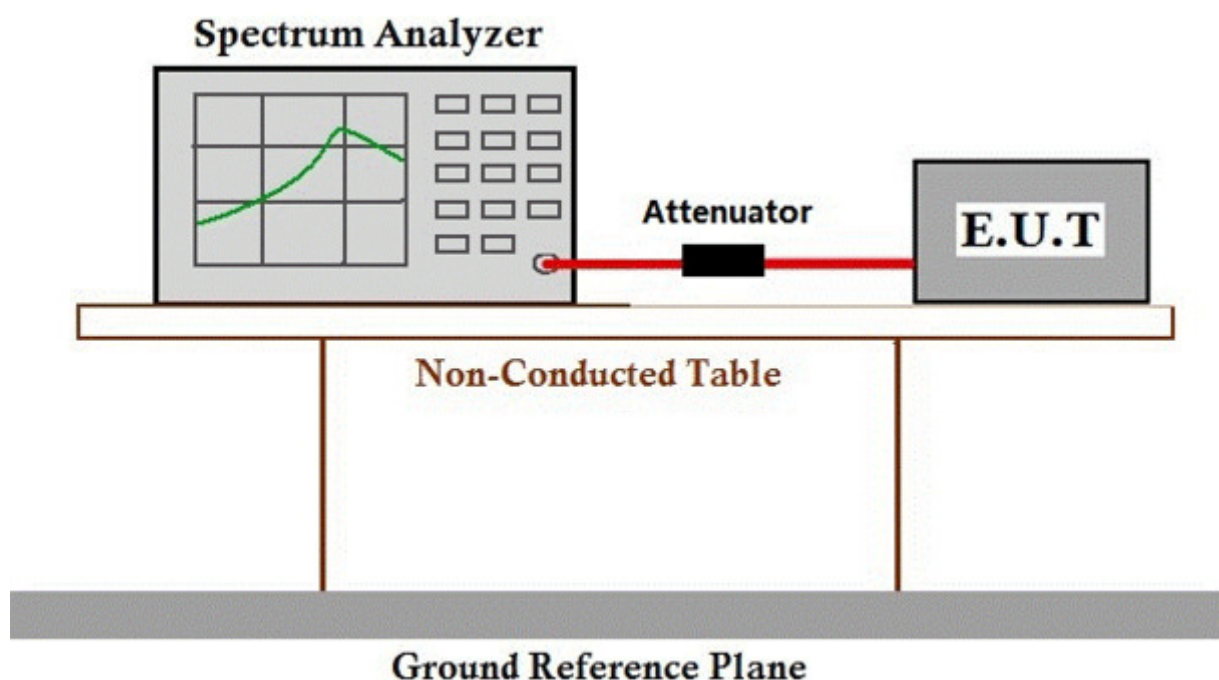 Spectrum Analyzer
Attenuator
E.U.T
Non-Conducted Table
Ground Reference Plane